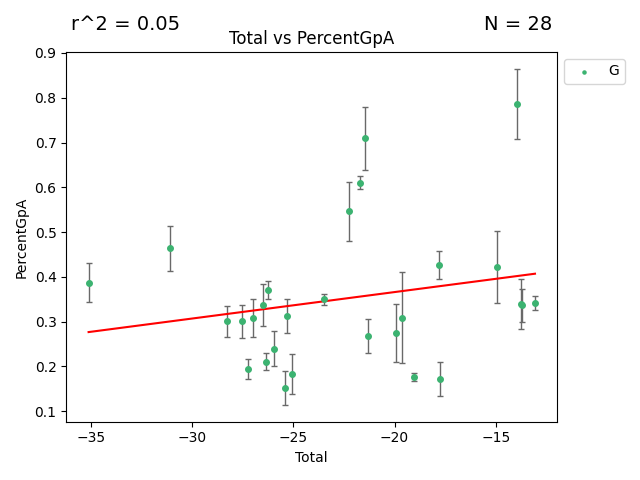 r^2 = 0.05
N = 28
Total vs PercentGpA
G
PercentGpA
0.9
0.8
0.7
0.6
0.5
0.4
0.3
0.2
0.1
−35
−30
−25
−20
−15
Total